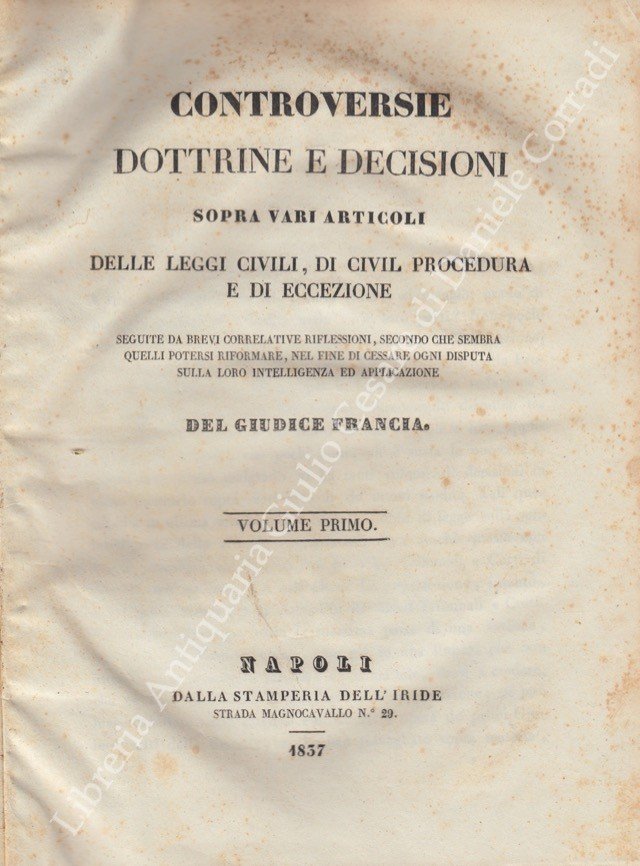 CONTROVERSIE
DOTTRINE E DECISIONI
SOPRA VARI ARTICOLI
DELLE LEGGI CIVILI, DI CIVIL PROCEDURA
E DI ECCEZIONE
SEGUITE DA BREVI CORRELATIVE RIFLESSIONI, SECONDO CHE SEMBRA
QUELLI POTERSI RIFORMARE, NEL FINE DI CESSARE OGNI DISPUTA
SULLA LORO INTELLIGENZA ED APPLICAZIONE
DEL GIUDICE FRANCIA.
VOLUME PRIMO.
NAPOLI
DALLA STAMPERIA DELL'IRIDE
STRADA MAGNOCAVALLO N.° 29.
1837
Libreria Antiquaria Giulio Cesare di Daniele Corradi